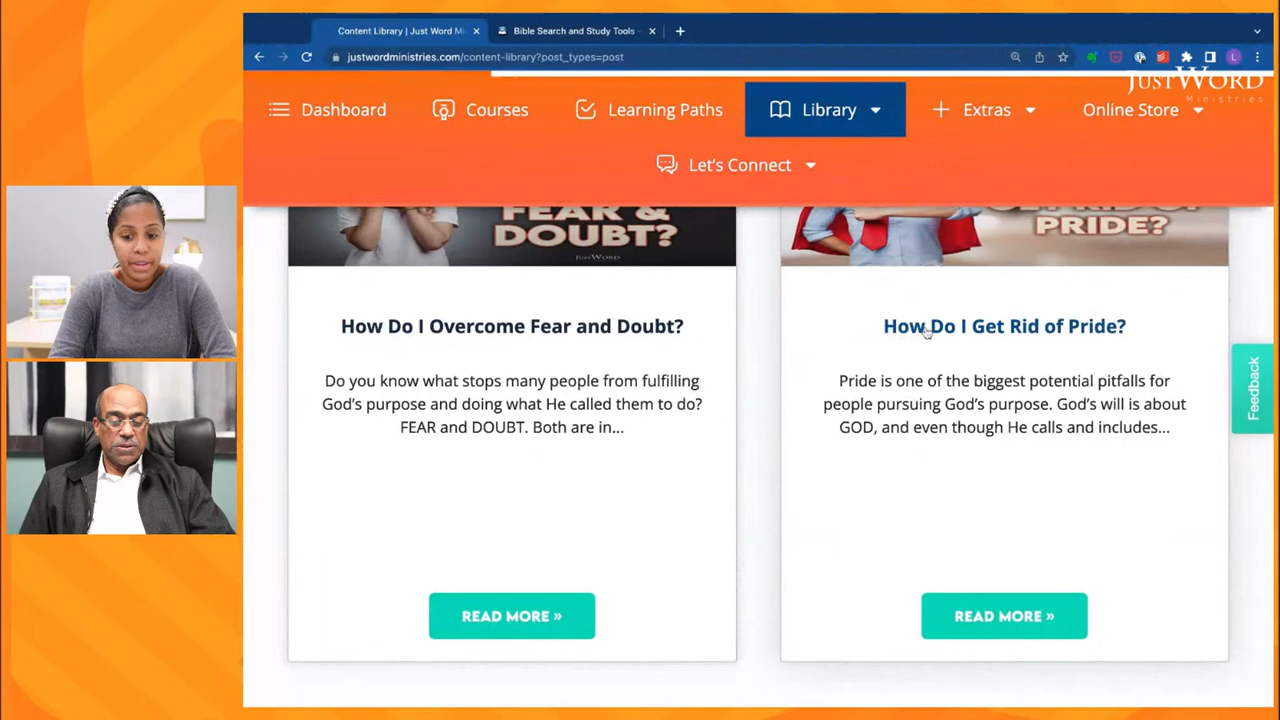 Content Library | Just Word Mi
Bible Search and Study Tools -
justwordministries.com/content-library?post_types=post
L
JUSTWORD
Ministries
Dashboard
Courses
Learning Paths
Library
Extras
Online Store
Let's Connect
FEAR &
DOUBT?
JUSTWORD
GET RID OF
PRIDE?
How Do I Overcome Fear and Doubt?
Do you know what stops many people from fulfilling
God's purpose and doing what He called them to do?
FEAR and DOUBT. Both are in...
READ MORE »
How Do I Get Rid of Pride?
Pride is one of the biggest potential pitfalls for
people pursuing God's purpose. God's will is about
GOD, and even though He calls and includes...
READ MORE »
Feedback